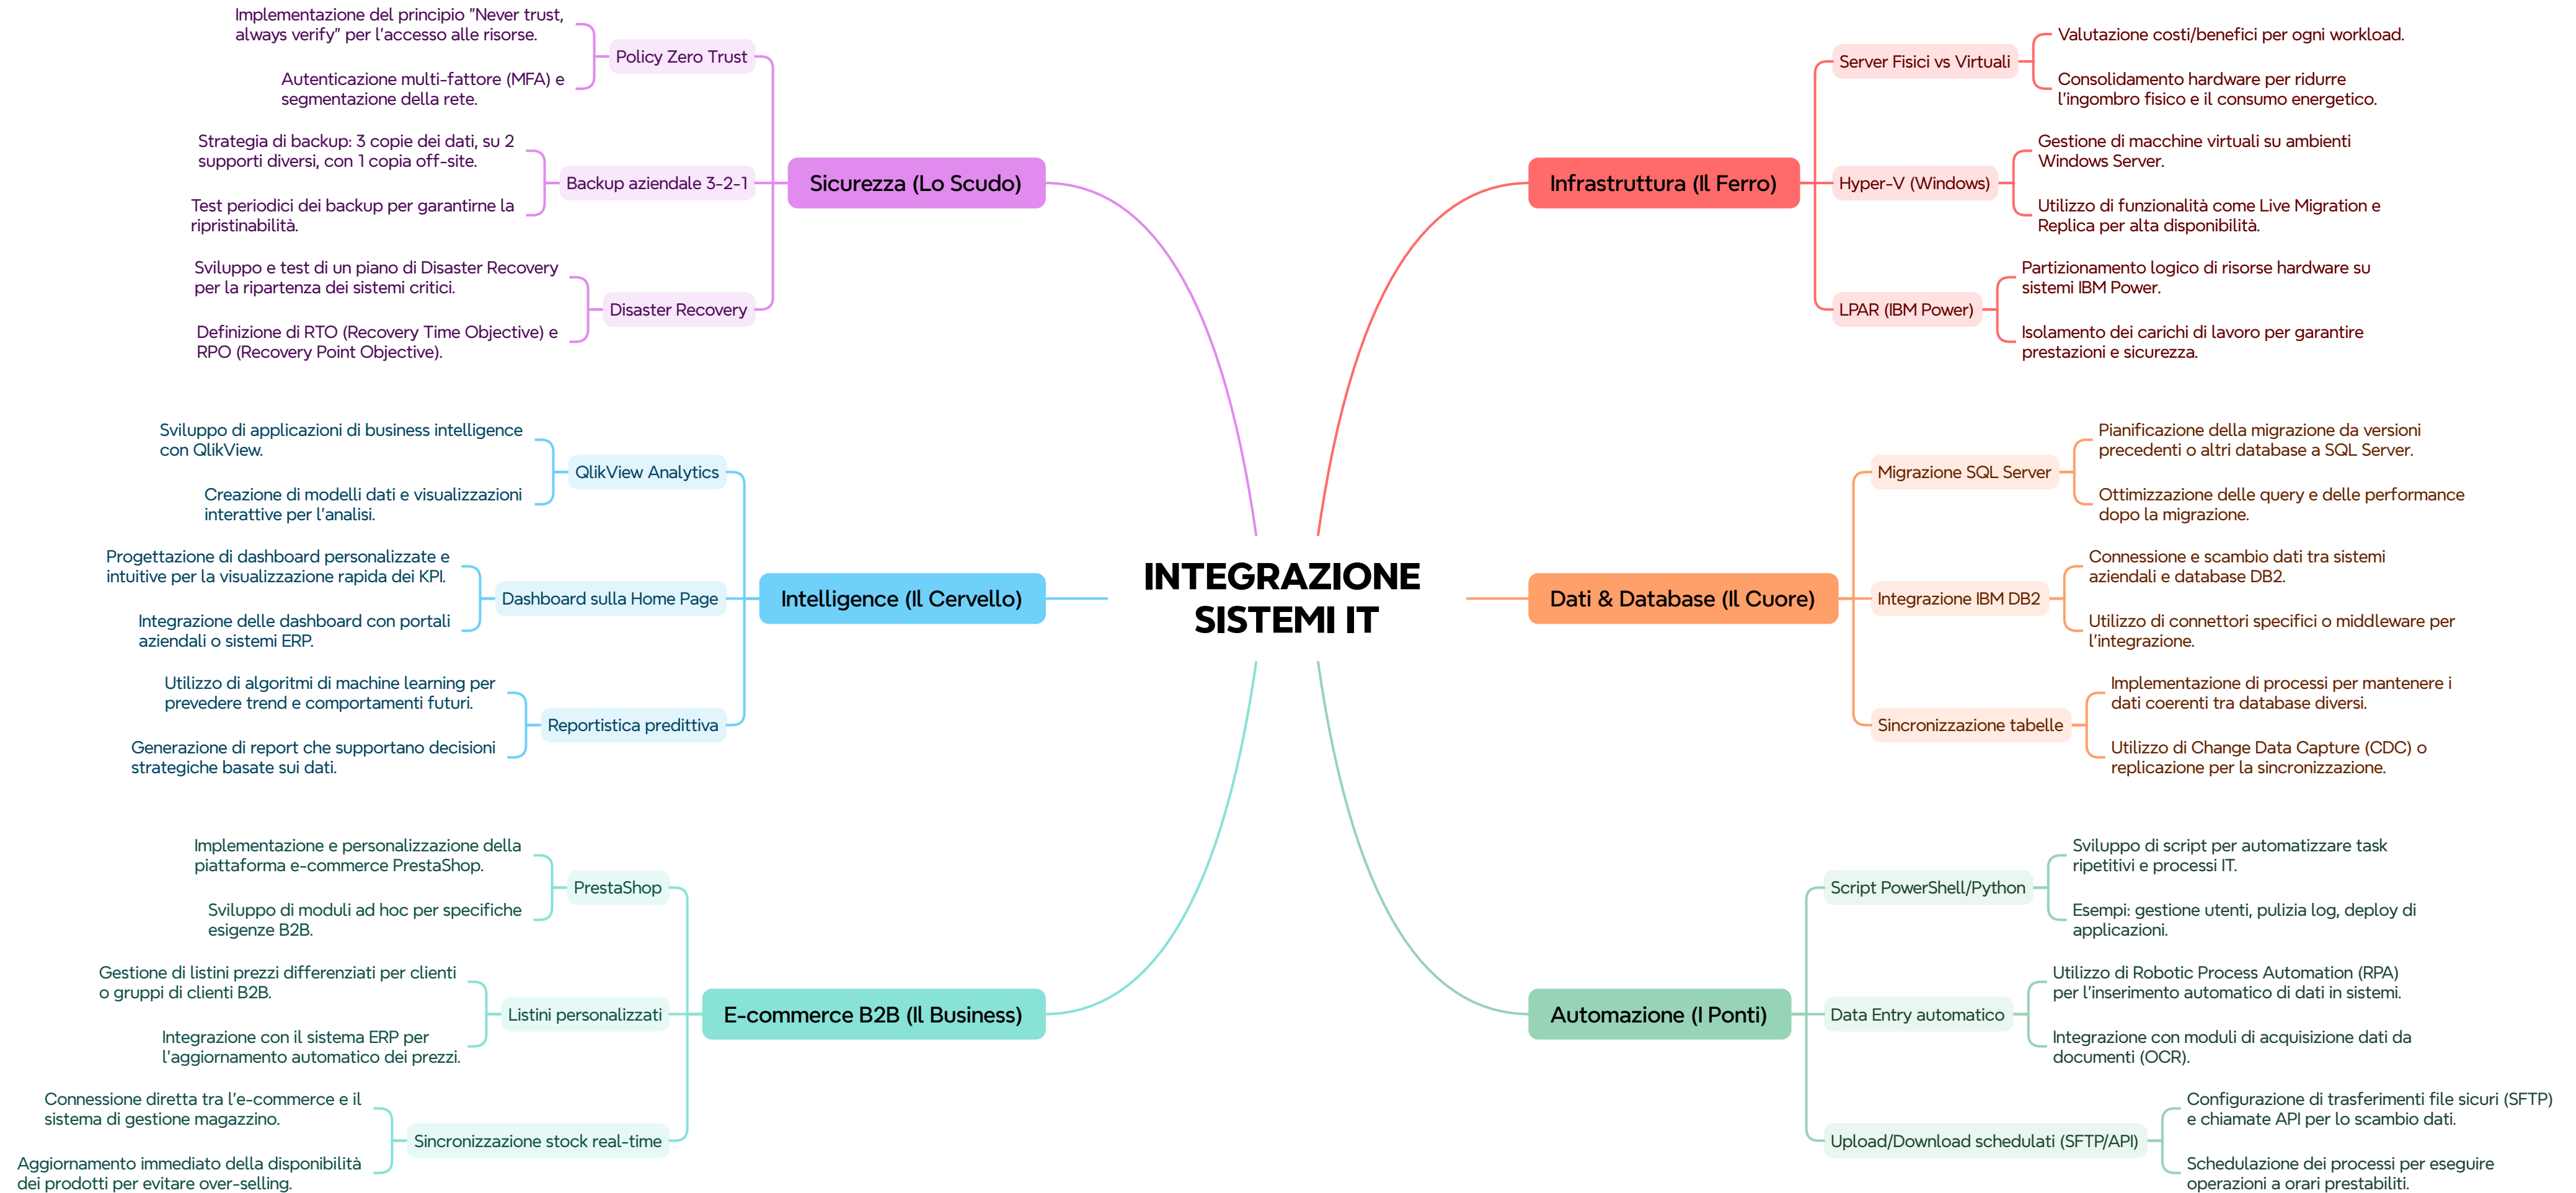 INTEGRAZIONE
SISTEMI IT
Infrastruttura (Il Ferro)
Server Fisici vs Virtuali
Valutazione costi/benefici per ogni workload.
Consolidamento hardware per ridurre
l'ingombro fisico e il consumo energetico.
Hyper-V (Windows)
Gestione di macchine virtuali su ambienti
Windows Server.
Utilizzo di funzionalità come Live Migration e
Replica per alta disponibilità.
LPAR (IBM Power)
Partizionamento logico di risorse hardware su
sistemi IBM Power.
Isolamento dei carichi di lavoro per garantire
prestazioni e sicurezza.
Dati & Database (Il Cuore)
Migrazione SQL Server
Pianificazione della migrazione da versioni
precedenti o altri database a SQL Server.
Ottimizzazione delle query e delle performance
dopo la migrazione.
Integrazione IBM DB2
Connessione e scambio dati tra sistemi
aziendali e database DB2.
Utilizzo di connettori specifici o middleware per
l'integrazione.
Sincronizzazione tabelle
Implementazione di processi per mantenere i
dati coerenti tra database diversi.
Utilizzo di Change Data Capture (CDC) o
replicazione per la sincronizzazione.
Automazione (I Ponti)
Script PowerShell/Python
Sviluppo di script per automatizzare task
ripetitivi e processi IT.
Esempi: gestione utenti, pulizia log, deploy di
applicazioni.
Data Entry automatico
Utilizzo di Robotic Process Automation (RPA)
per l'inserimento automatico di dati in sistemi.
Integrazione con moduli di acquisizione dati da
documenti (OCR).
Upload/Download schedulati (SFTP/API)
Configurazione di trasferimenti file sicuri (SFTP)
e chiamate API per lo scambio dati.
Schedulazione dei processi per eseguire
operazioni a orari prestabiliti.
Sicurezza (Lo Scudo)
Policy Zero Trust
Implementazione del principio "Never trust,
always verify" per l'accesso alle risorse.
Autenticazione multi-fattore (MFA) e
segmentazione della rete.
Backup aziendale 3-2-1
Strategia di backup: 3 copie dei dati, su 2
supporti diversi, con 1 copia off-site.
Test periodici dei backup per garantirne la
ripristinabilità.
Disaster Recovery
Sviluppo e test di un piano di Disaster Recovery
per la ripartenza dei sistemi critici.
Definizione di RTO (Recovery Time Objective) e
RPO (Recovery Point Objective).
Intelligence (Il Cervello)
QlikView Analytics
Sviluppo di applicazioni di business intelligence
con QlikView.
Creazione di modelli dati e visualizzazioni
interattive per l'analisi.
Dashboard sulla Home Page
Progettazione di dashboard personalizzate e
intuitive per la visualizzazione rapida dei KPI.
Integrazione delle dashboard con portali
aziendali o sistemi ERP.
Reportistica predittiva
Utilizzo di algoritmi di machine learning per
prevedere trend e comportamenti futuri.
Generazione di report che supportano decisioni
strategiche basate sui dati.
E-commerce B2B (Il Business)
PrestaShop
Implementazione e personalizzazione della
piattaforma e-commerce PrestaShop.
Sviluppo di moduli ad hoc per specifiche
esigenze B2B.
Listini personalizzati
Gestione di listini prezzi differenziati per clienti
o gruppi di clienti B2B.
Integrazione con il sistema ERP per
l'aggiornamento automatico dei prezzi.
Sincronizzazione stock real-time
Connessione diretta tra l'e-commerce e il
sistema di gestione magazzino.
Aggiornamento immediato della disponibilità
dei prodotti per evitare over-selling.